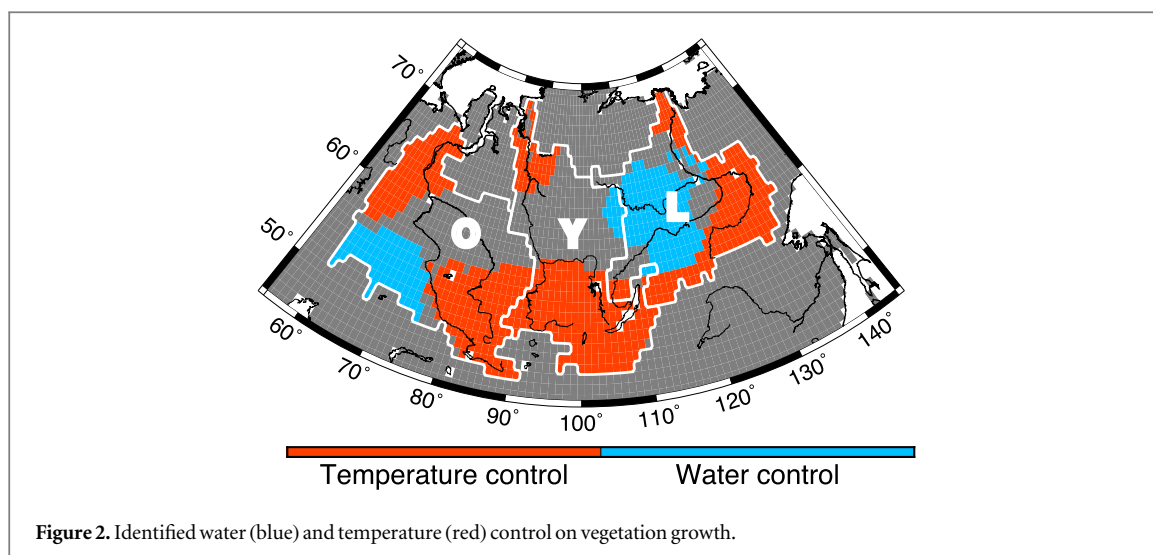 70°
60°
50°
O
Y
L
60°
70°
80°
90°
100°
110°
120°
130°
140°
Temperature control
Water control
Figure 2. Identified water (blue) and temperature (red) control on vegetation growth.